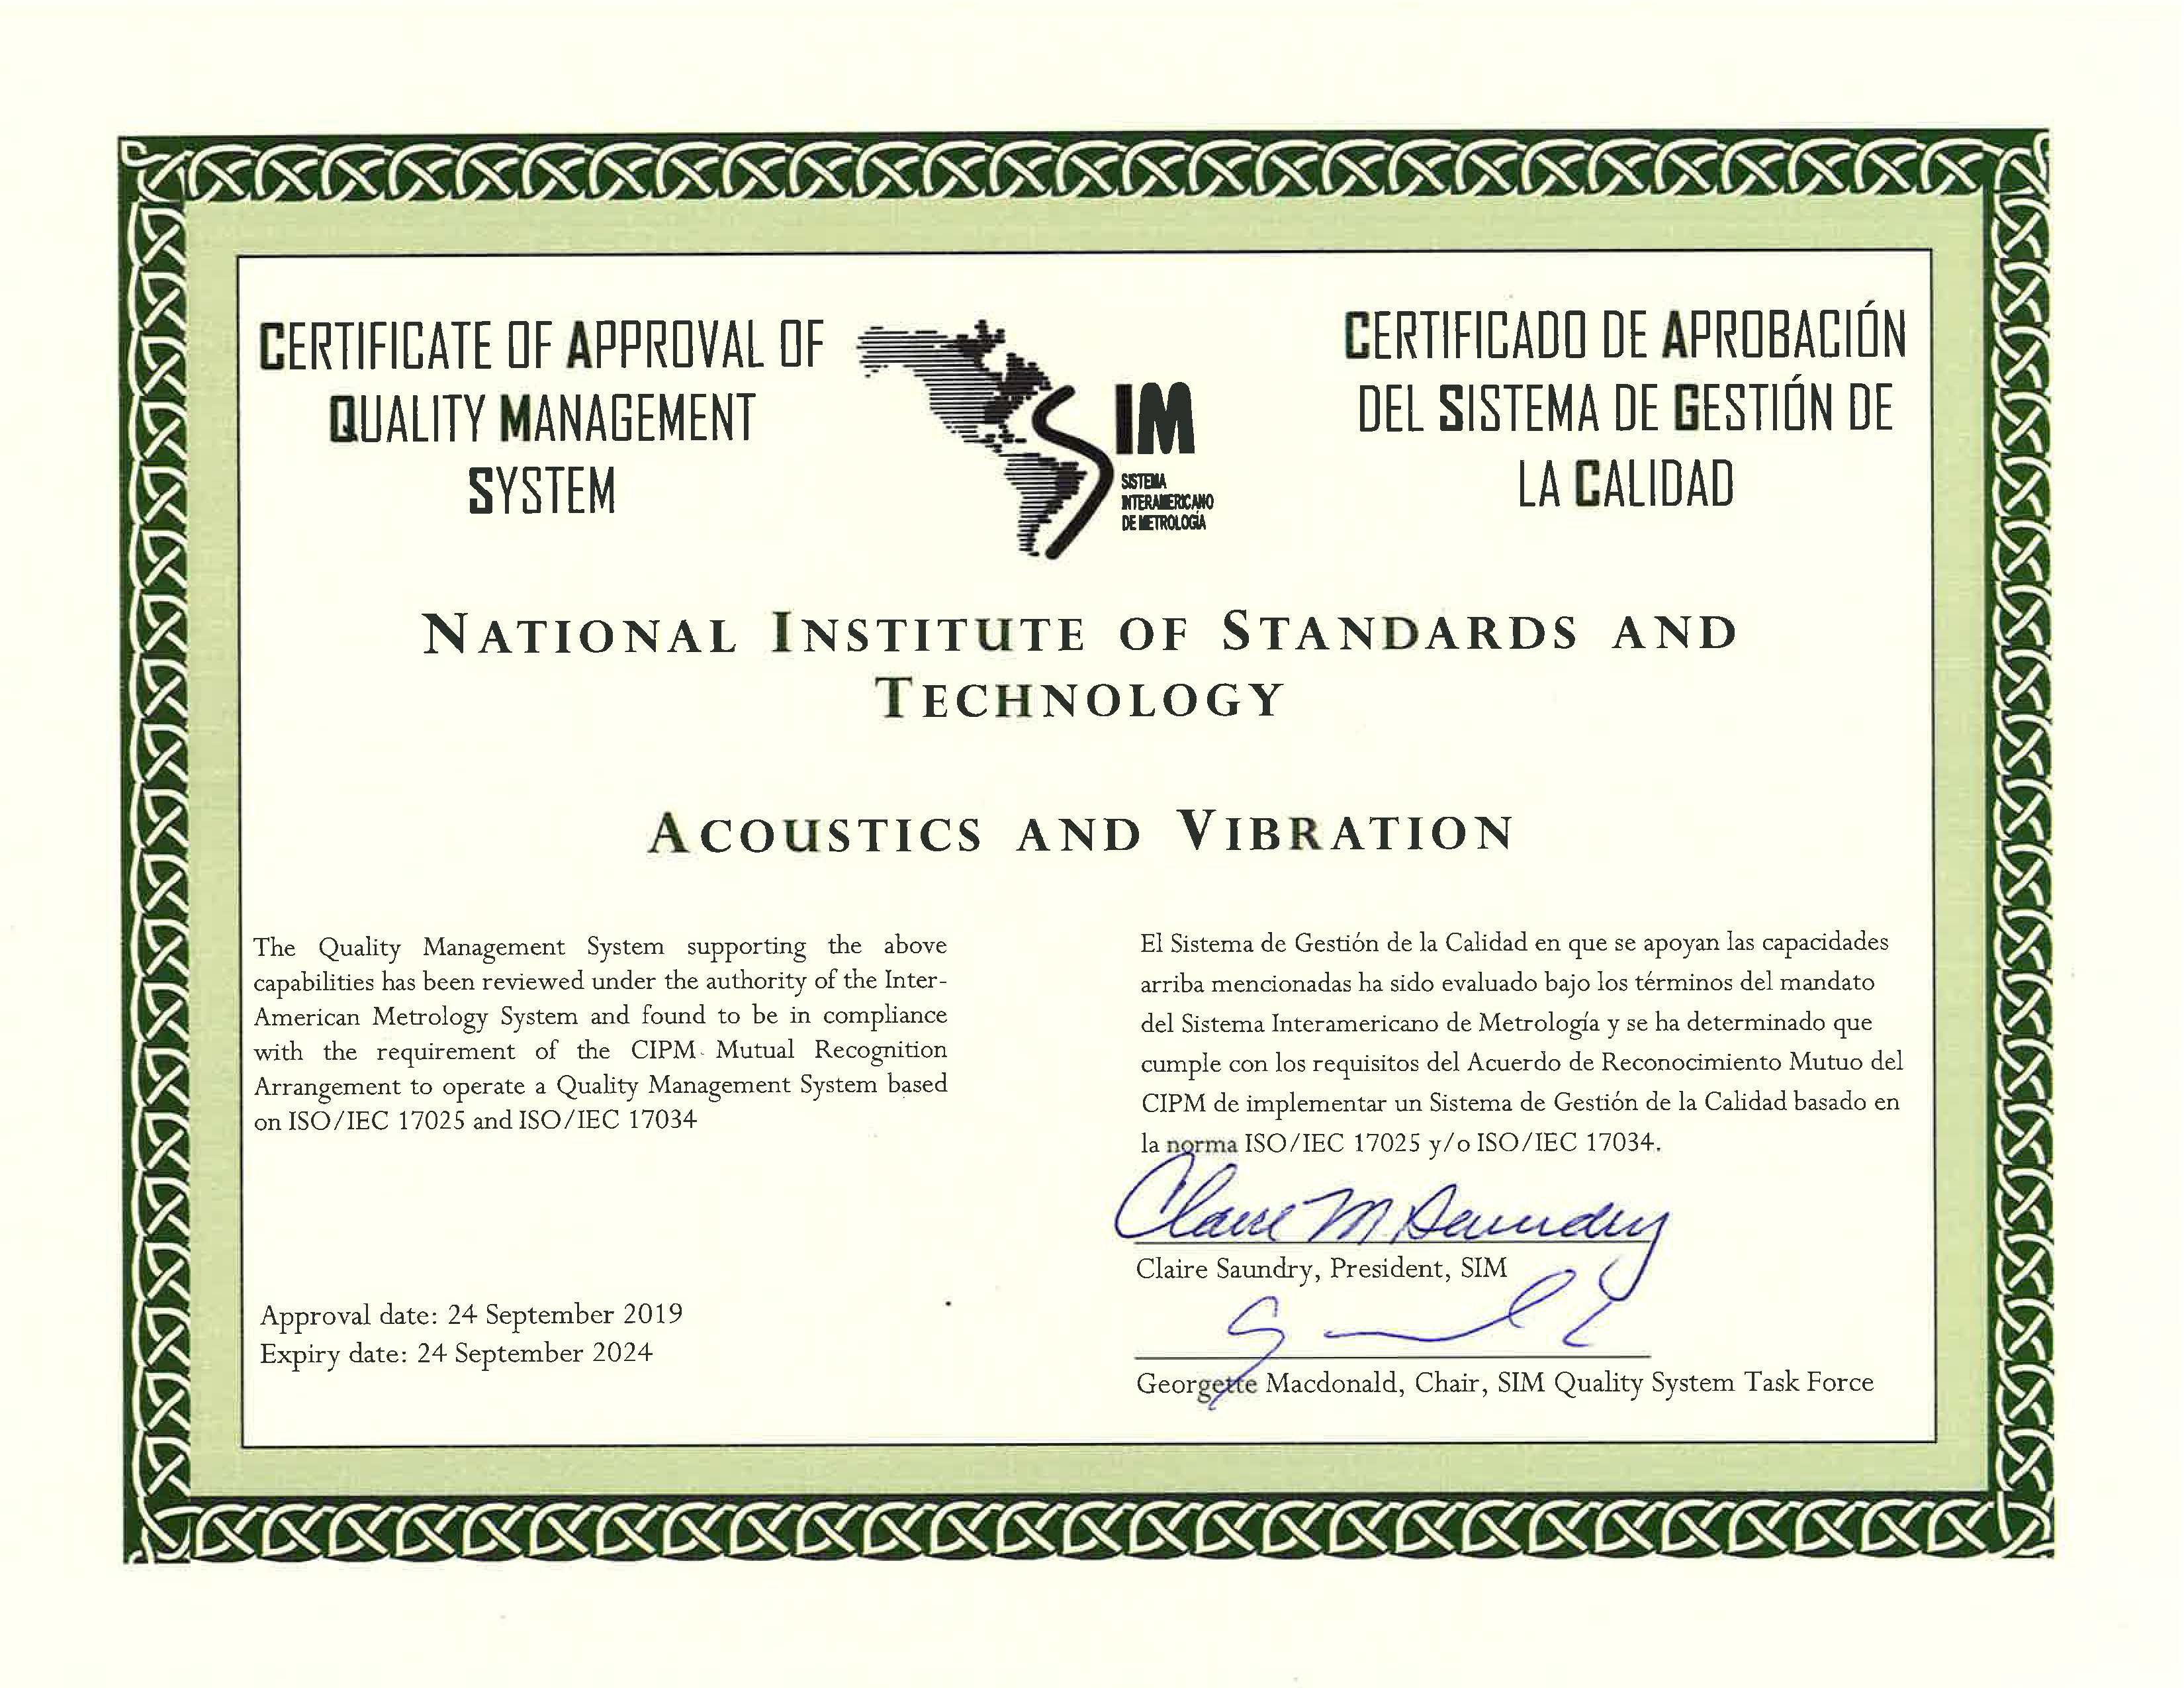 CERTIFICATE OF APPROVAL OF
QUALITY MANAGEMENT
SYSTEM
SIM
SISTEMA
INTERAMERICANO
DE METROLOGÍA
CERTIFICADO DE APROBACIÓN
DEL SISTEMA DE GESTIÓN DE
LA CALIDAD
NATIONAL INSTITUTE OF STANDARDS AND
TECHNOLOGY
ACOUSTICS AND VIBRATION
The Quality Management System supporting the above
capabilities has been reviewed under the authority of the Inter-
American Metrology System and found to be in compliance
with the requirement of the CIPM Mutual Recognition
Arrangement to operate a Quality Management System based
on ISO/IEC 17025 and ISO/IEC 17034
El Sistema de Gestión de la Calidad en que se apoyan las capacidades
arriba mencionadas ha sido evaluado bajo los términos del mandato
del Sistema Interamericano de Metrología y se ha determinado que
cumple con los requisitos del Acuerdo de Reconocimiento Mutuo del
CIPM de implementar un Sistema de Gestión de la Calidad basado en
la norma ISO/IEC 17025 y/o ISO/IEC 17034.
Claire M. Saundry
Claire Saundry, President, SIM
Georgette Macdonald, Chair, SIM Quality System Task Force
Approval date: 24 September 2019
Expiry date: 24 September 2024